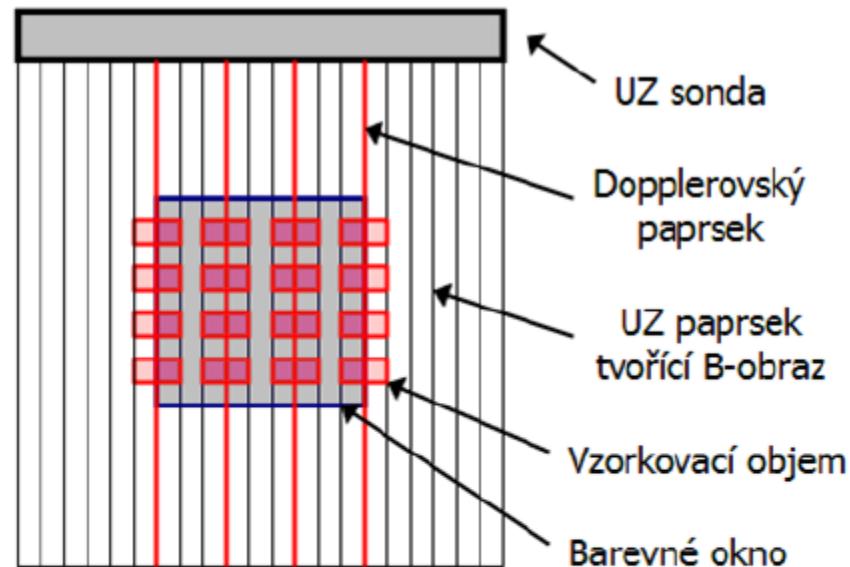 UZ sonda
Dopplerovský
paprsek
UZ paprsek
tvořící B-obraz
Vzorkovací objem
Barevné okno